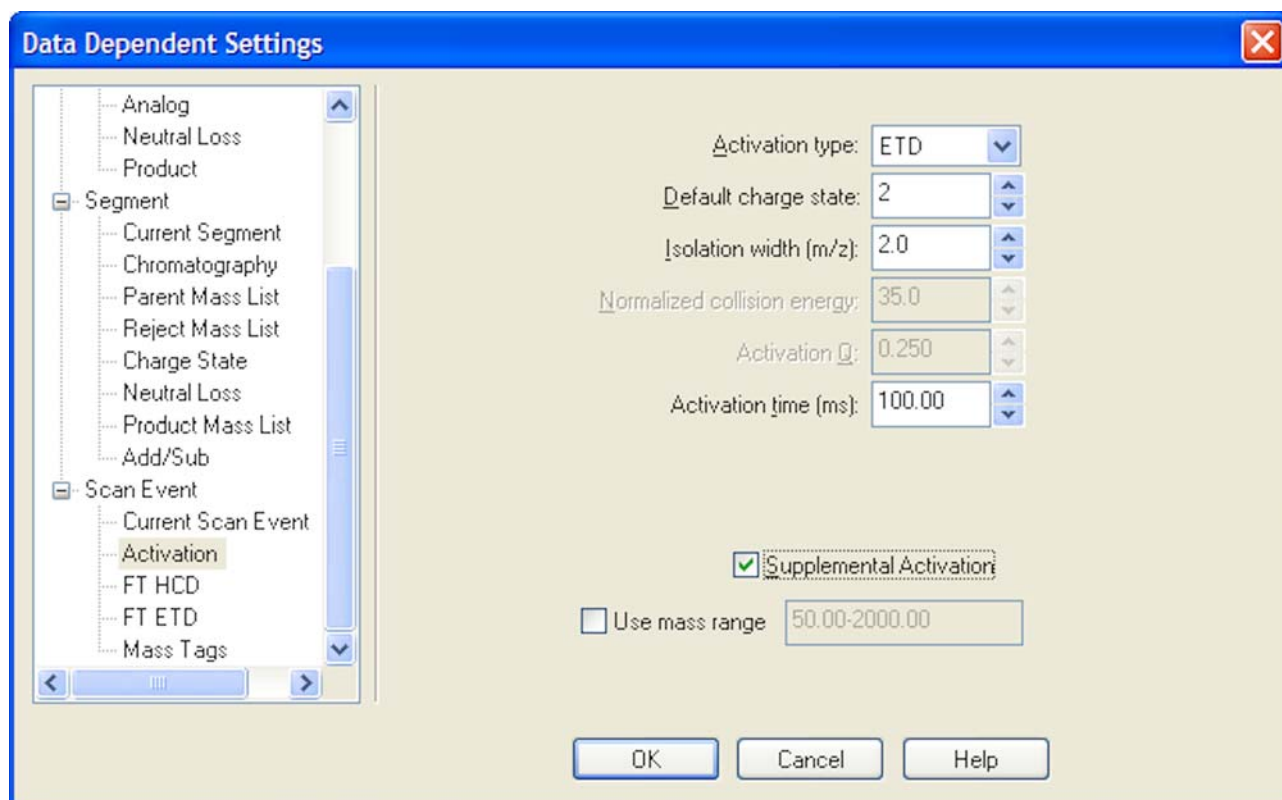 Data Dependent Settings
Analog
Neutral Loss
Product
Segment
Current Segment
Chromatography
Parent Mass List
Reject Mass List
Charge State
Neutral Loss
Product Mass List
Add/Sub
Scan Event
Current Scan Event
Activation
FT HCD
FT ETD
Mass Tags
Activation type: ETD
Default charge state: 2
Isolation width (m/z): 2.0
Normalized collision energy: 35.0
Activation Q: 0.250
Activation time (ms): 100.00
Supplemental Activation
Use mass range 50.00-2000.00
OK Cancel Help